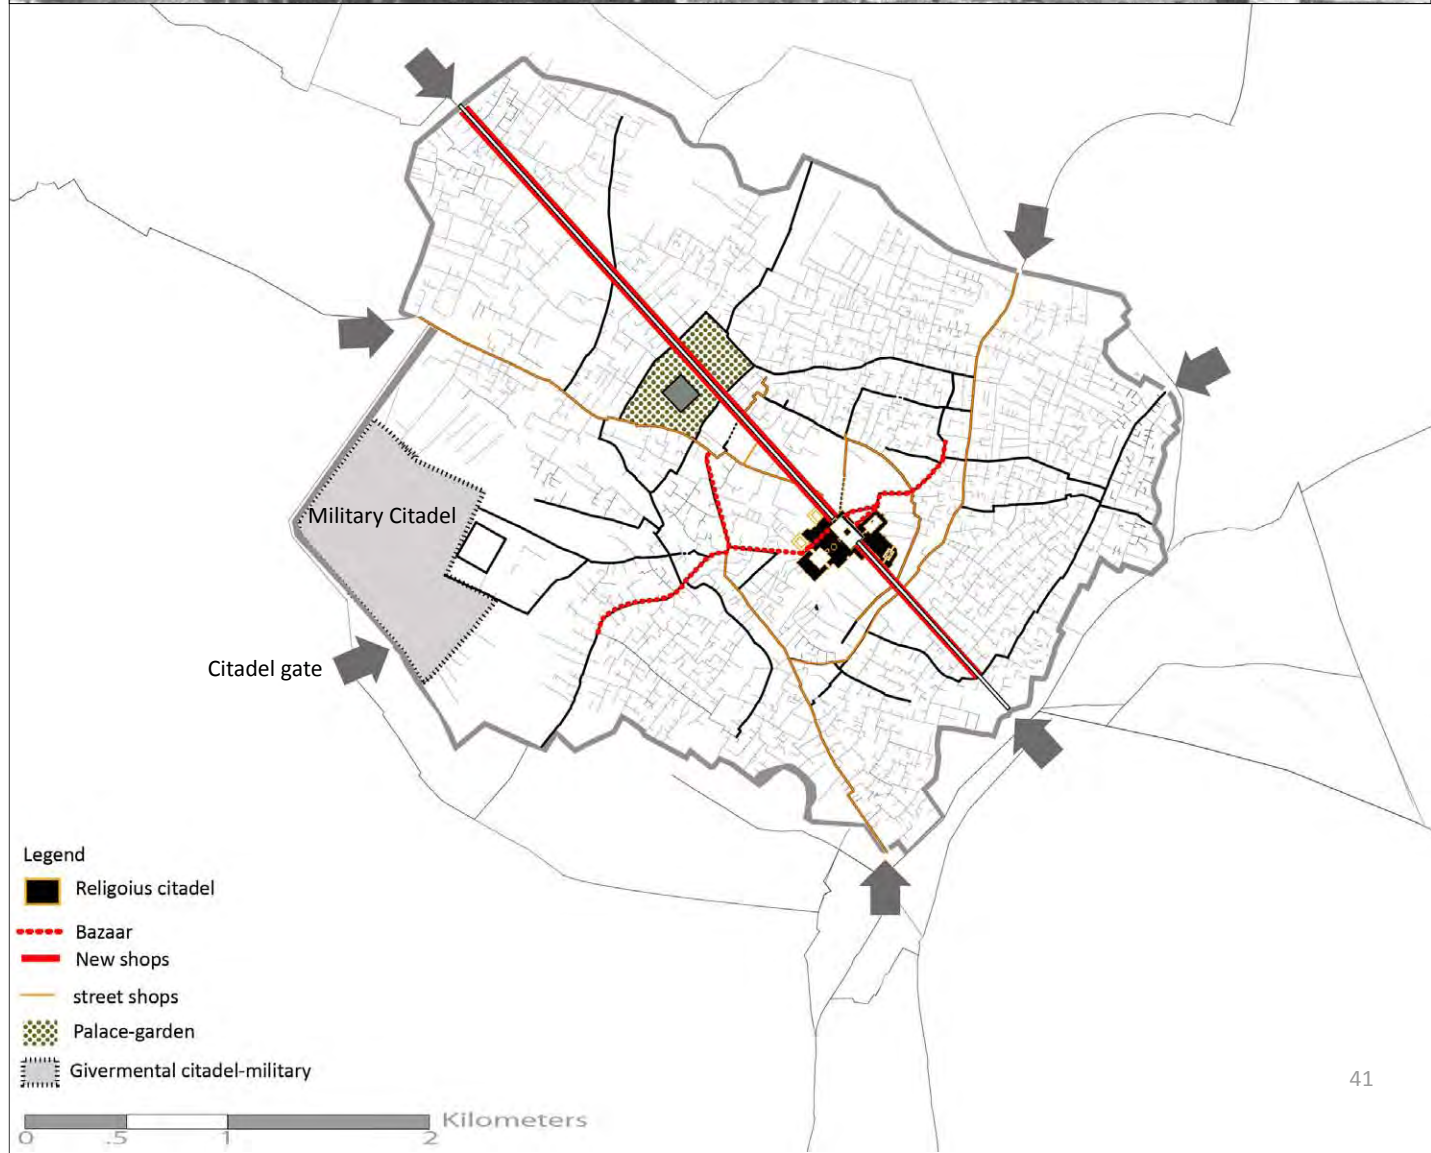 Military Citadel
Citadel gate
Legend
Religoius citadel
Bazaar
New shops
street shops
Palace-garden
Givermental citadel-military
Kilometers
0 .5 1 2
41